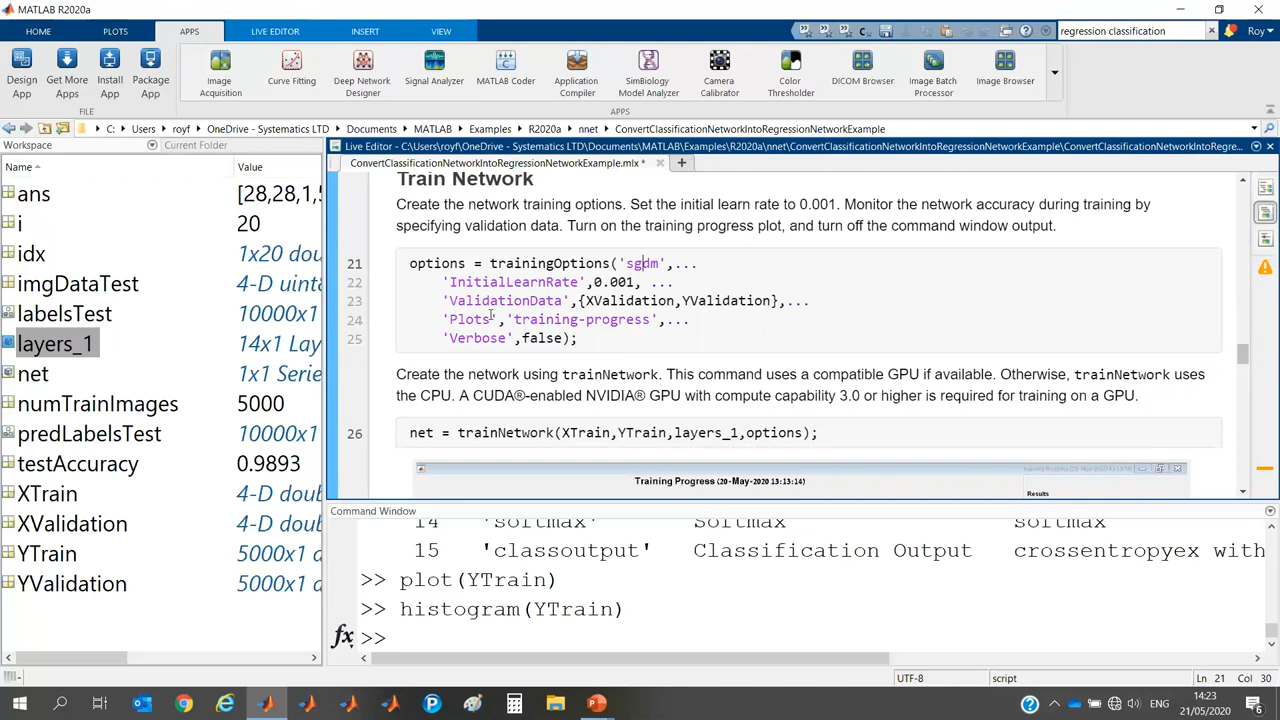 MATLAB R2020a
HOME PLOTS APPS LIVE EDITOR INSERT VIEW
regression classification
Roy
Design App
Get More Apps
Install App
Package App
Image Acquisition
Curve Fitting
Deep Network Designer
Signal Analyzer
MATLAB Coder
Application Compiler
SimBiology Model Analyzer
Camera Calibrator
Color Thresholder
DICOM Browser
Image Batch Processor
Image Browser
FILE
APPS
C: Users royf OneDrive - Systematics LTD Documents MATLAB Examples R2020a nnet ConvertClassificationNetworkIntoRegressionNetworkExample
Workspace
Current Folder
Name
Value
ans [28,28,1,5
i 20
idx 1x20 doub
imgDataTest 4-D uint
labelsTest 10000x1
layers_1 14x1 Lay
net 1x1 Serie
numTrainImages 5000
predLabelsTest 10000x1
testAccuracy 0.9893
XTrain 4-D doub
XValidation 4-D doub
YTrain 5000x1 d
YValidation 5000x1 d
Live Editor - C:\Users\royf\OneDrive - Systematics LTD\Documents\MATLAB\Examples\R2020a\nnet\ConvertClassificationNetworkIntoRegressionNetworkExample\ConvertClassificationNetworkIntoRegre...
ConvertClassificationNetworkIntoRegressionNetworkExample.mlx *
Train Network
Create the network training options. Set the initial learn rate to 0.001. Monitor the network accuracy during training by
specifying validation data. Turn on the training progress plot, and turn off the command window output.
21 options = trainingOptions('sgdm',...
22 'InitialLearnRate',0.001, ...
23 'ValidationData',{XValidation,YValidation},...
24 'Plots','training-progress',...
25 'Verbose',false);
Create the network using trainNetwork. This command uses a compatible GPU if available. Otherwise, trainNetwork uses
the CPU. A CUDA®-enabled NVIDIA® GPU with compute capability 3.0 or higher is required for training on a GPU.
26 net = trainNetwork(XTrain,YTrain,layers_1,options);
Training Progress (20-May-2020 13:13:14)
Training Progress (20-May-2020 13:13:14)
Results
Command Window
14 'softmax' Softmax softmax
15 'classoutput' Classification Output crossentropyex with
>> plot(YTrain)
>> histogram(YTrain)
fx >>
UTF-8 script Ln 21 Col 30
ENG
14:23
21/05/2020
6